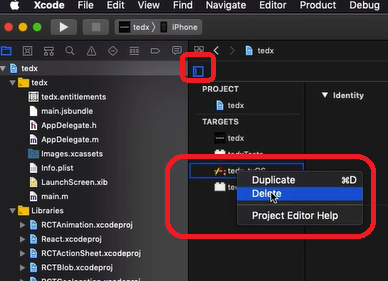 Xcode File Edit View Find Navigate Editor Product Debug
tedx iPhone
tedx
tedx
tedx
tedx.entitlements
main.jsbundle
AppDelegate.h
AppDelegate.m
Images.xcassets
Info.plist
LaunchScreen.xib
main.m
Libraries
RCTAnimation.xcodeproj
React.xcodeproj
RCTActionSheet.xcodeproj
RCTBlob.xcodeproj
PROJECT
tedx
TARGETS
tedx
tedxTests
Identity
Duplicate ⌘D
Delete
Project Editor Help